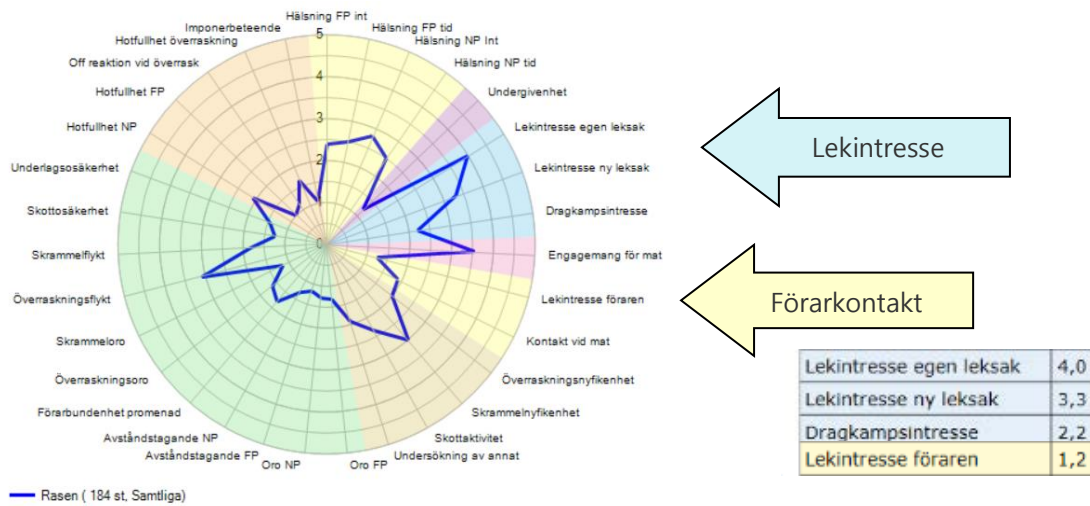 Hälsning FP int
Hälsning FP tid
Hälsning NP Int
Hälsning NP tid
Undergivenhet
Lekintresse egen leksak
Lekintresse ny leksak
Dragkampsintresse
Engagemang för mat
Lekintresse föraren
Kontakt vid mat
Överraskningsnyfikenhet
Skrammelnyfikenhet
Skottaktivitet
Undersökning av annat
Oro FP
Oro NP
Avståndstagande FP
Avståndstagande NP
Förarbundenhet promenad
Överraskningsoro
Skrammeloro
Överraskningsflykt
Skrammelflykt
Skottosäkerhet
Underlagsosäkerhet
Hotfullhet NP
Hotfullhet FP
Off reaktion vid överrask
Hotfullhet överraskning
Imponerbeteende
5
4
3
2
1
0
Rasen ( 184 st, Samtliga)
Lekintresse
Förarkontakt
Lekintresse egen leksak 4,0
Lekintresse ny leksak 3,3
Dragkampsintresse 2,2
Lekintresse föraren 1,2